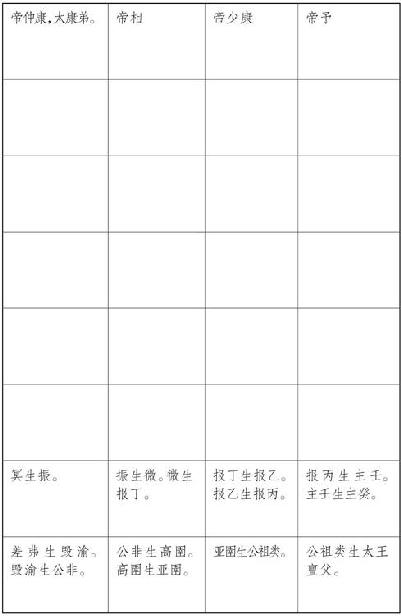 帝仲康,大康弟。
帝相
帝少康
帝予
冥生振。
振生微。微生
报丁。
报丁生报乙。
报乙生报丙。
报丙生主壬。
主壬生主癸。
差弗生毁渝。
毁渝生公非。
公非生高圉。
高圉生亚圉。
亚圉生公祖类。
公祖类生太王
亶父。